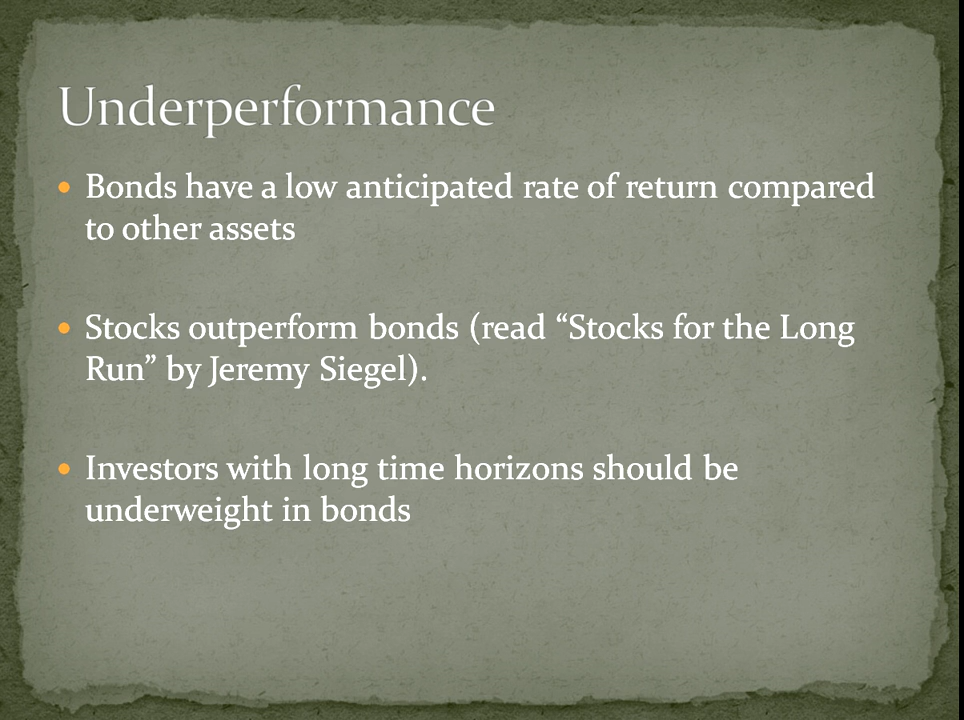 Underperformance
• Bonds have a low anticipated rate of return compared
to other assets
• Stocks outperform bonds (read “Stocks for the Long
Run” by Jeremy Siegel).
• Investors with long time horizons should be
underweight in bonds